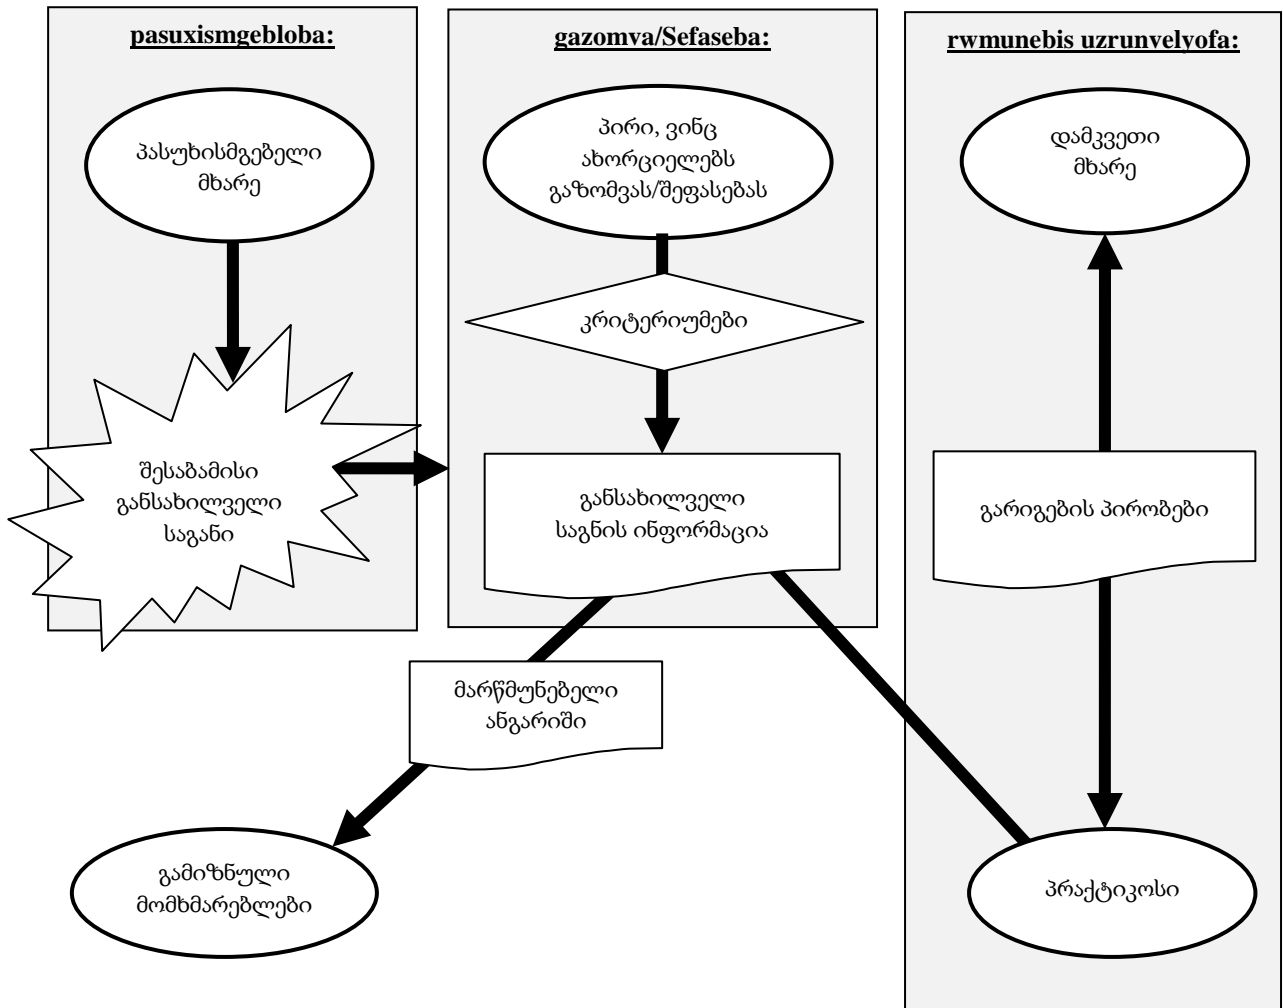 pasuxismgebloba:
პასუხისმგებელი
მხარე
შესაბამისი
განსახილველი
საგანი
gazomva/Sefaseba:
პირი, ვინც
ახორციელებს
გაზომვას/შეფასებას
კრიტერიუმები
განსახილველი
საგნის ინფორმაცია
მარწმუნებელი
ანგარიში
გამიზნული
მომხმარებლები
rwmunebis uzrunvelyofa:
დამკვეთი
მხარე
გარიგების პირობები
პრაქტიკოსი